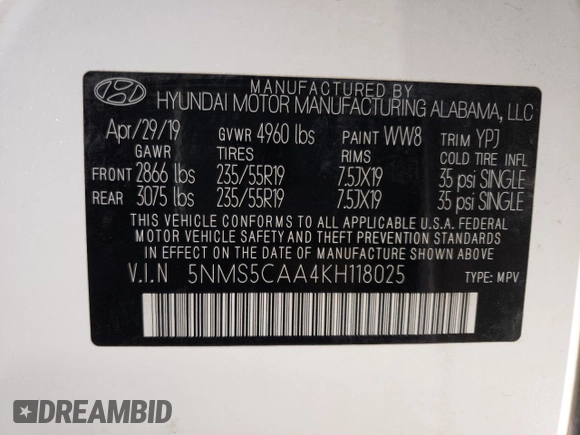 MANUFACTURED BY
HYUNDAI MOTOR MANUFACTURING ALABAMA, LLC
Apr/29/19 GVWR 4960 lbs PAINT WW8 TRIM YPJ
GAWR TIRES RIMS COLD TIRE INFL
FRONT 2866 lbs 235/55R19 7.5JX19 35 psi SINGLE
REAR 3075 lbs 235/55R19 7.5JX19 35 psi SINGLE
THIS VEHICLE CONFORMS TO ALL APPLICABLE U.S.A. FEDERAL
MOTOR VEHICLE SAFETY AND THEFT PREVENTION STANDARDS
IN EFFECT ON THE DATE OF MANUFACTURE SHOWN ABOVE
V.I.N 5NMS5CAA4KH118025 TYPE: MPV
DREAMBID